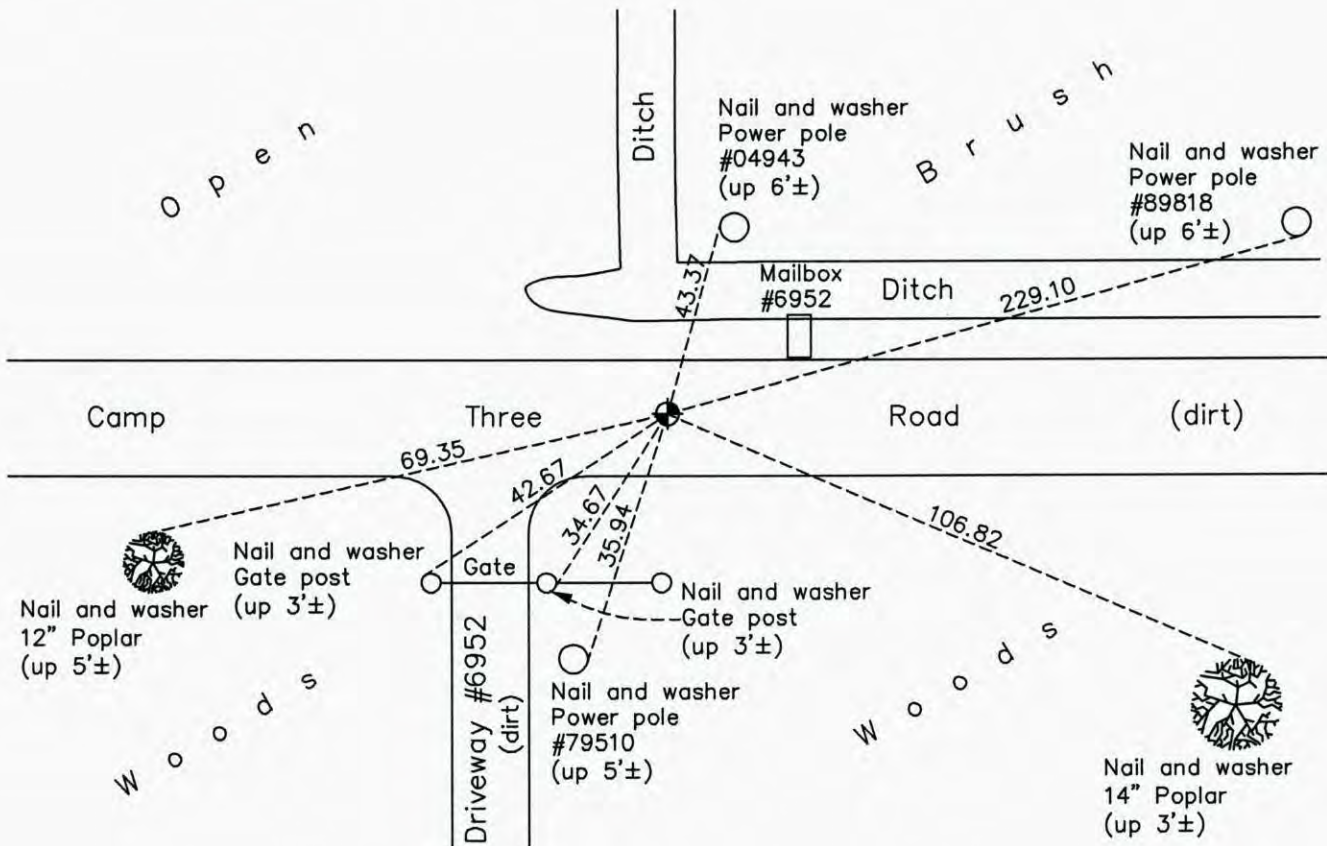 Open
Ditch
Nail and washer
Power pole
#04943
(up 6'±)
Brush
Nail and washer
Power pole
#89818
(up 6'±)
43.37
Mailbox
#6952
Ditch
229.10
Camp Three Road (dirt)
69.35
42.67
34.67
35.94
106.82
Nail and washer
12" Poplar
(up 5'±)
Nail and washer
Gate post
(up 3'±)
Gate
Nail and washer
Gate post
(up 3'±)
Woods
Driveway #6952
(dirt)
Nail and washer
Power pole
#79510
(up 5'±)
Woods
Nail and washer
14" Poplar
(up 3'±)